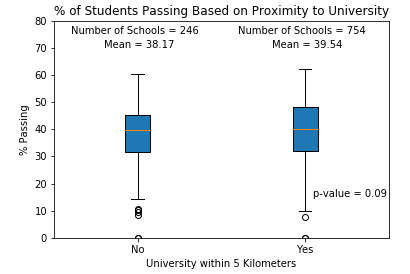 % of Students Passing Based on Proximity to University
Number of Schools = 246
Mean = 38.17
Number of Schools = 754
Mean = 39.54
80
70
60
50
40
30
20
10
0
% Passing
p-value = 0.09
No
Yes
University within 5 Kilometers